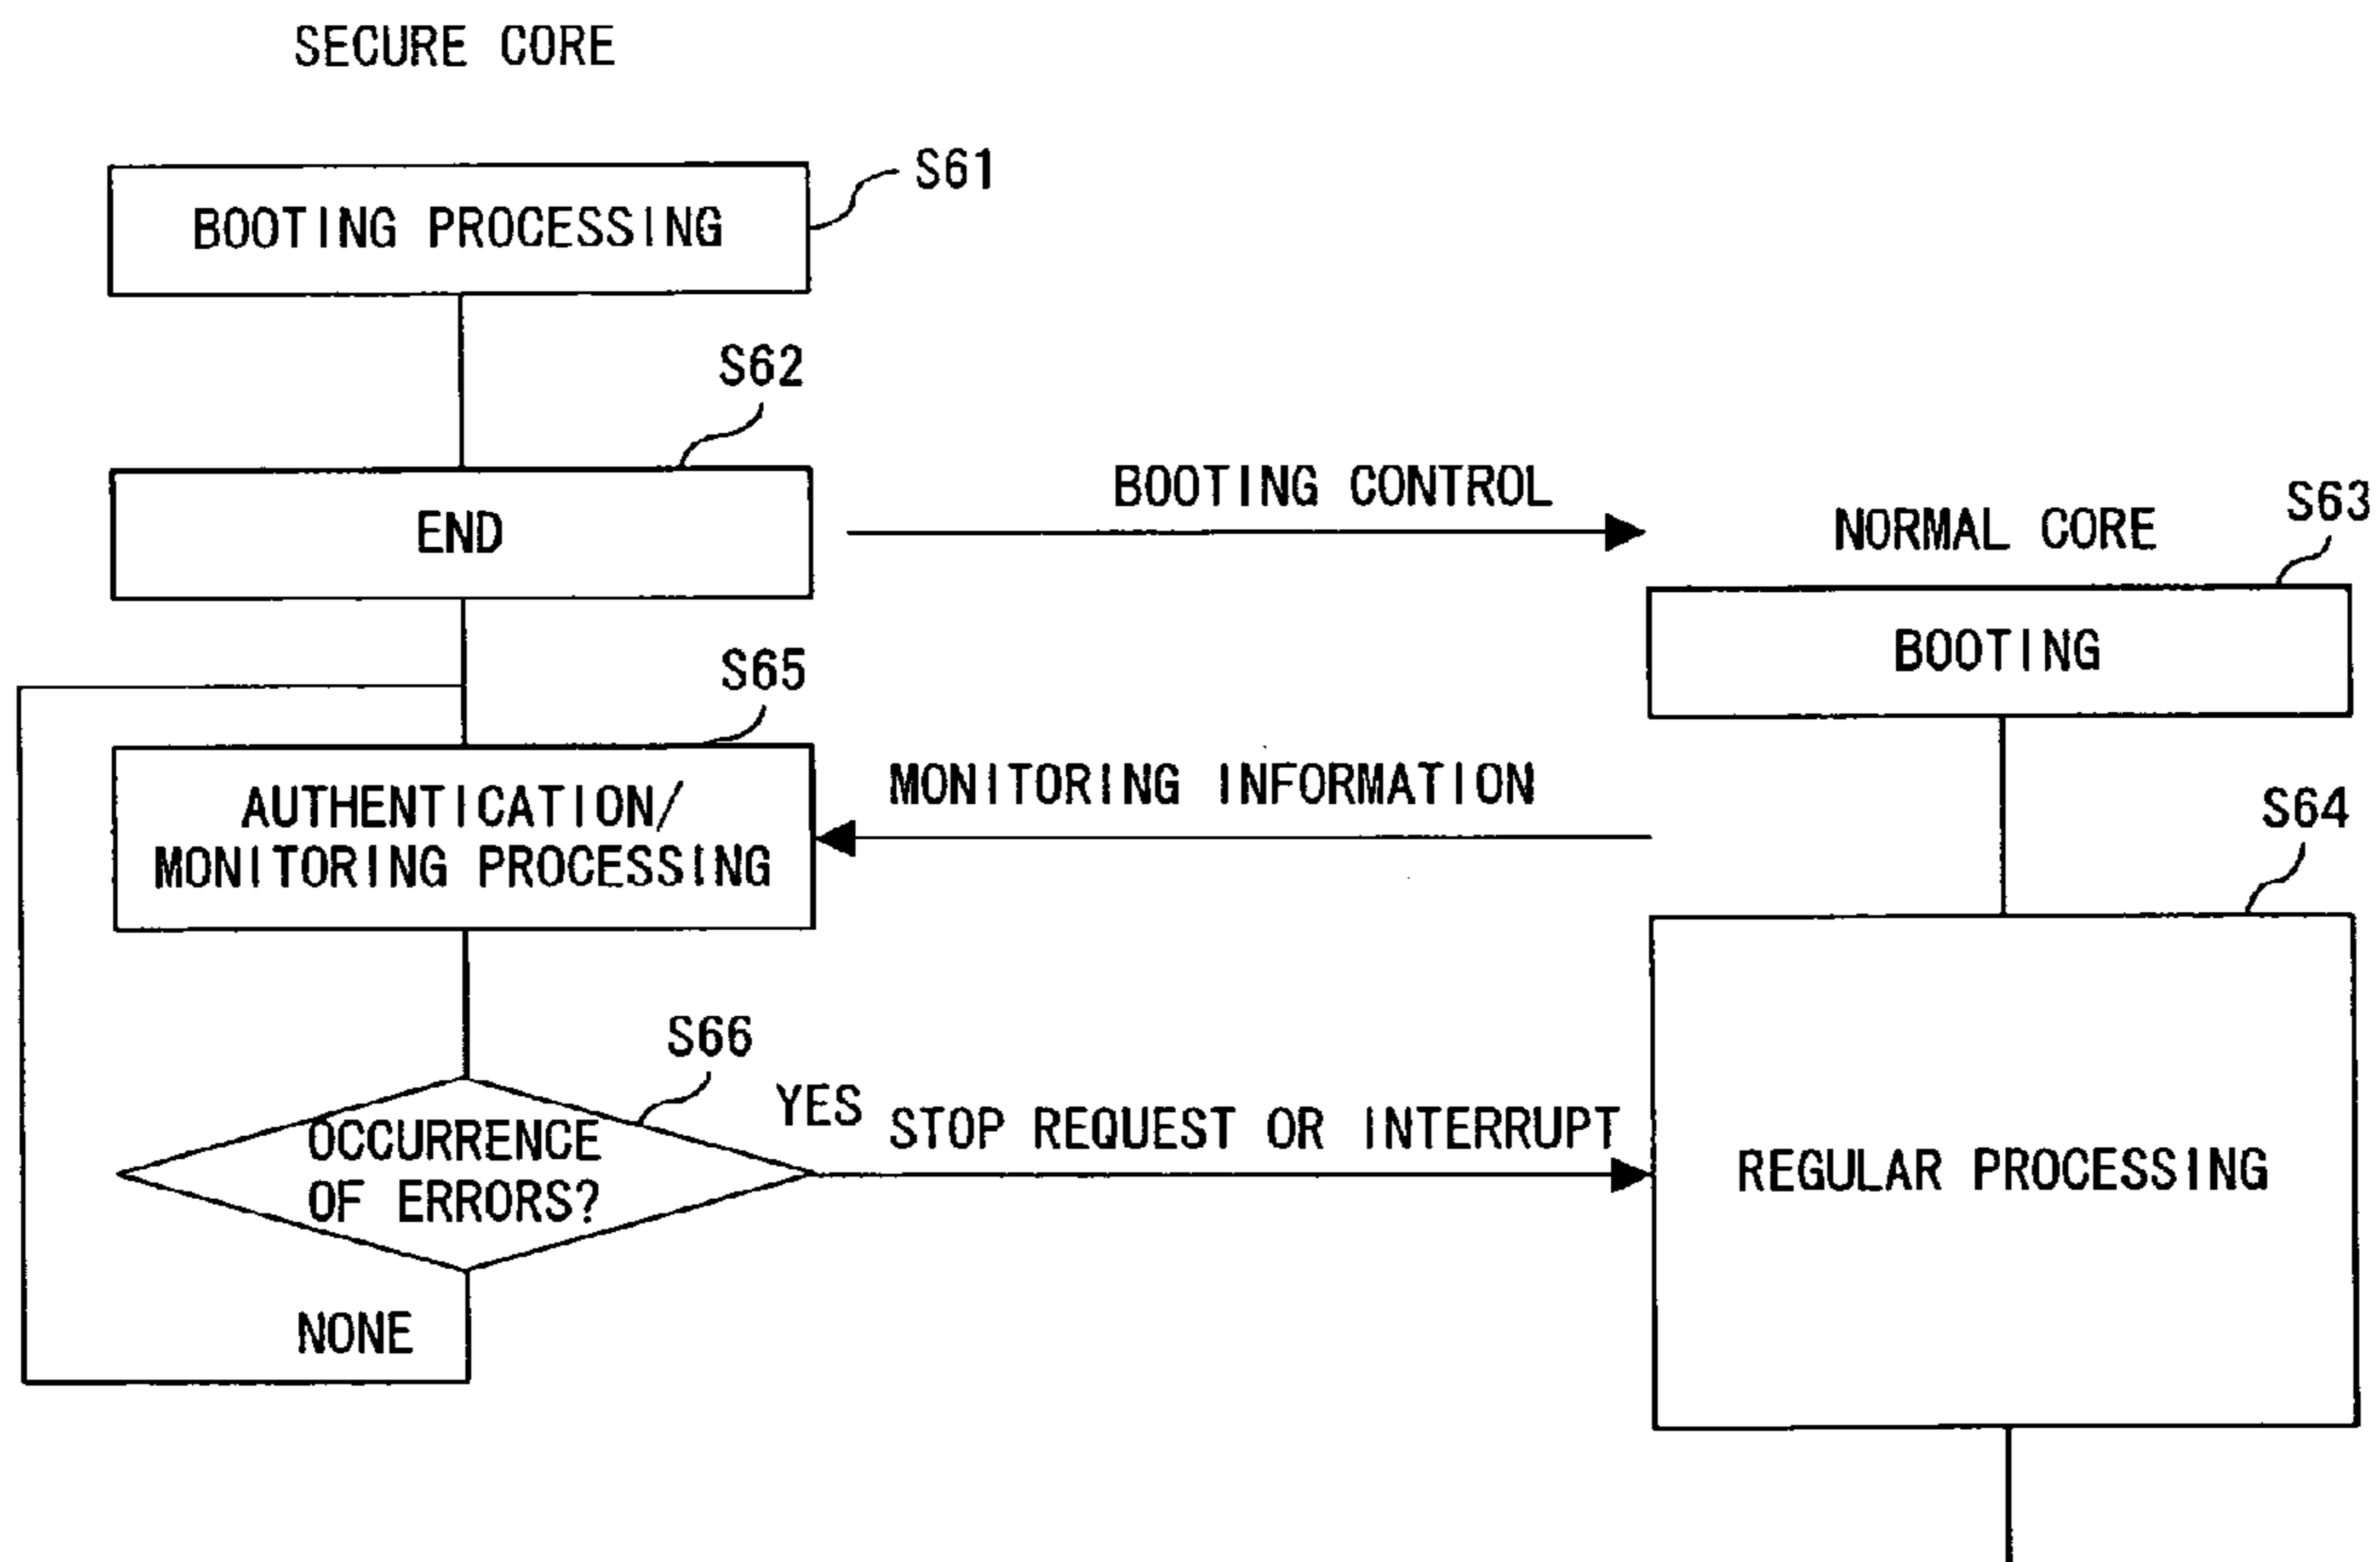 SECURE CORE
S61
BOOTING PROCESSING
S62
END
BOOTING CONTROL
S63
NORMAL CORE
BOOTING
S65
AUTHENTICATION/
MONITORING PROCESSING
MONITORING INFORMATION
S64
S66
OCCURRENCE
OF ERRORS?
YES
STOP REQUEST OR INTERRUPT
REGULAR PROCESSING
NONE